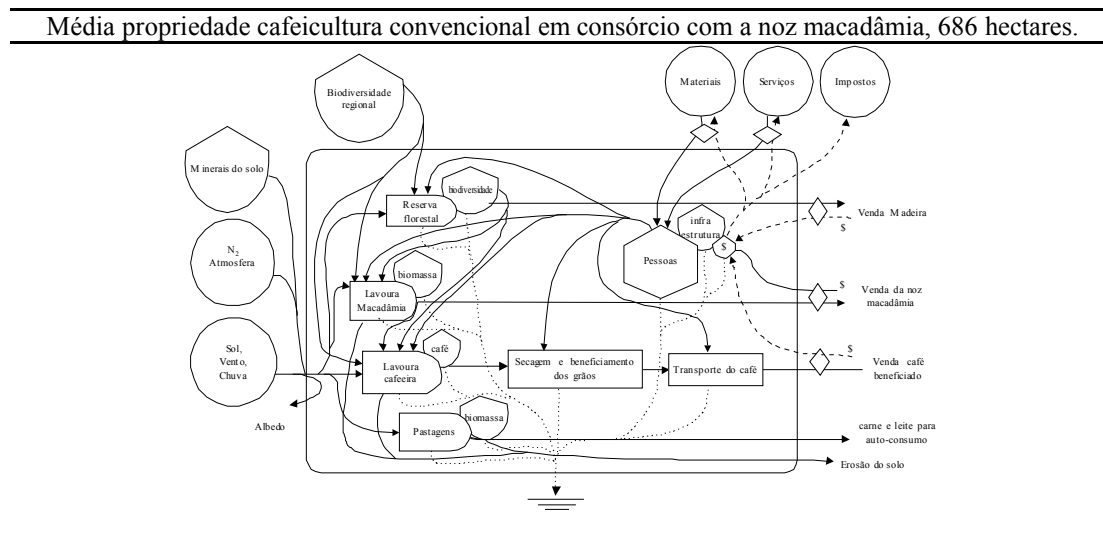 Média propriedade cafeicultura convencional em consórcio com a noz macadâmia, 686 hectares.
Materiais
Serviços
Impostos
Biodiversidade
regional
Minerais do solo
biodiversidade
Reserva
florestal
infra
estrutura
$
Venda Madeira
$
N2
Atmosfera
Pessoas
biomassa
Lavoura
Macadâmia
$
Venda da noz
macadâmia
Sol,
Vento,
Chuva
café
Lavoura
cafeeira
Secagem e beneficiamento
dos grãos
Transporte do café
$
Venda café
beneficiado
Albedo
biomassa
Pastagens
carne e leite para
auto-consumo
Erosão do solo